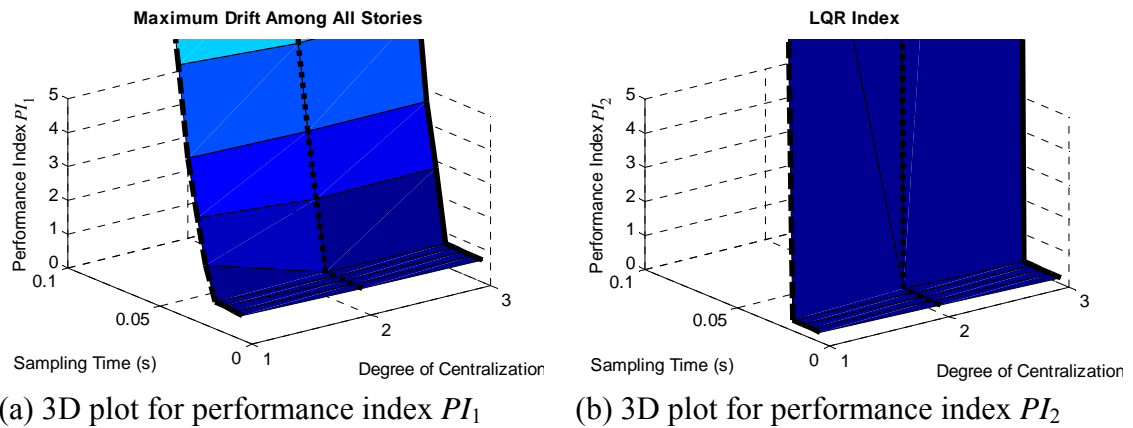 Maximum Drift Among All Stories
Performance Index PI1
5
4
3
2
1
0
0.1
0.05
0
Sampling Time (s)
1
2
3
Degree of Centralization
(a) 3D plot for performance index PI1
LQR Index
Performance Index PI2
5
4
3
2
1
0
0.1
0.05
0
Sampling Time (s)
1
2
3
Degree of Centralization
(b) 3D plot for performance index PI2